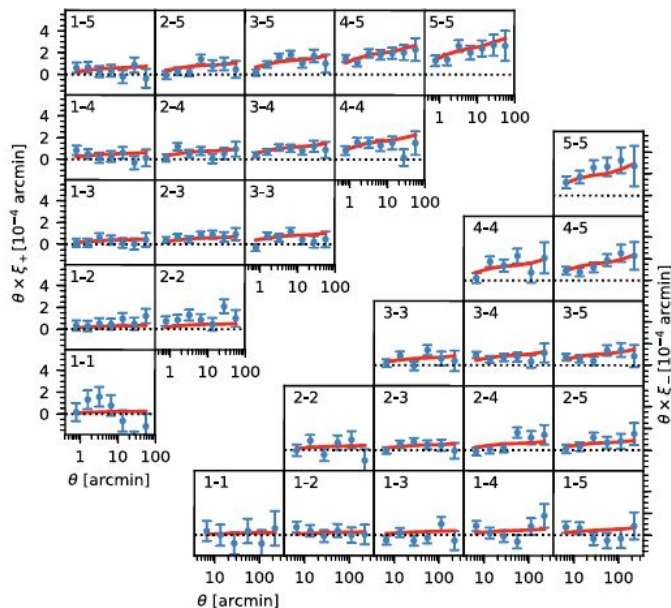 1–5 2–5 3–5 4–5 5–5
4
2
0
1–4 2–4 3–4 4–4
4
2
0
1 10 100
5–5
1–3 2–3 3–3
4
2
0
1 10 100
4–4 4–5
1–2 2–2
4
2
0
1 10 100
3–3 3–4 3–5
1–1
4
2
0
1 10 100
2–2 2–3 2–4 2–5
1 10 100
θ [arcmin]
1–1 1–2 1–3 1–4 1–5
10 100 10 100 10 100 10 100 10 100
θ [arcmin]
θ × ξ+ [10−4 arcmin]
θ × ξ− [10−4 arcmin]